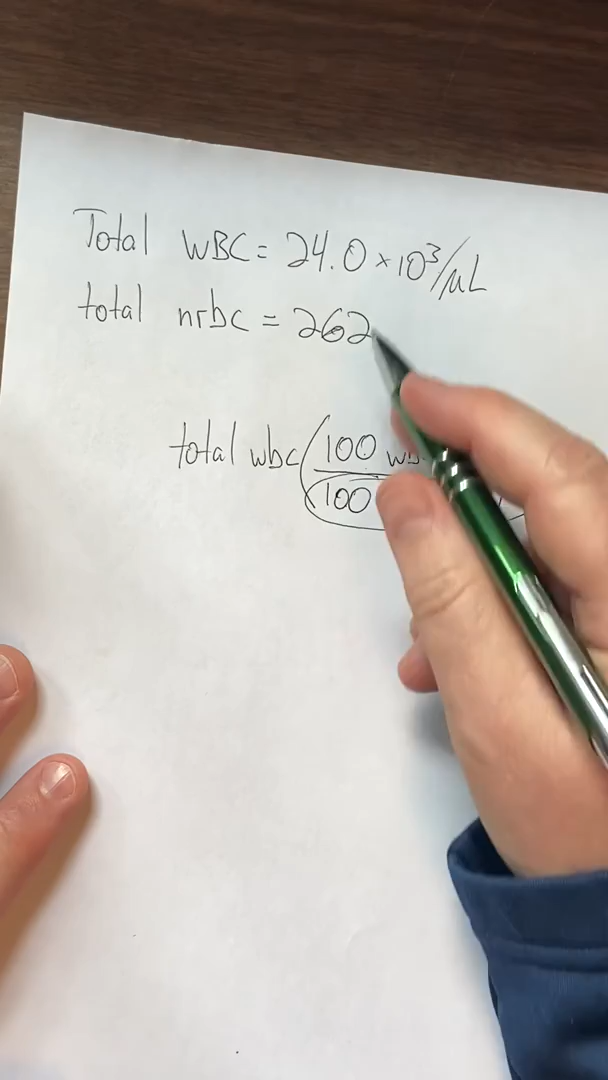 Total WBC = 24.0 × 10³/µL
total nrbc = 262
total wbc (100
100